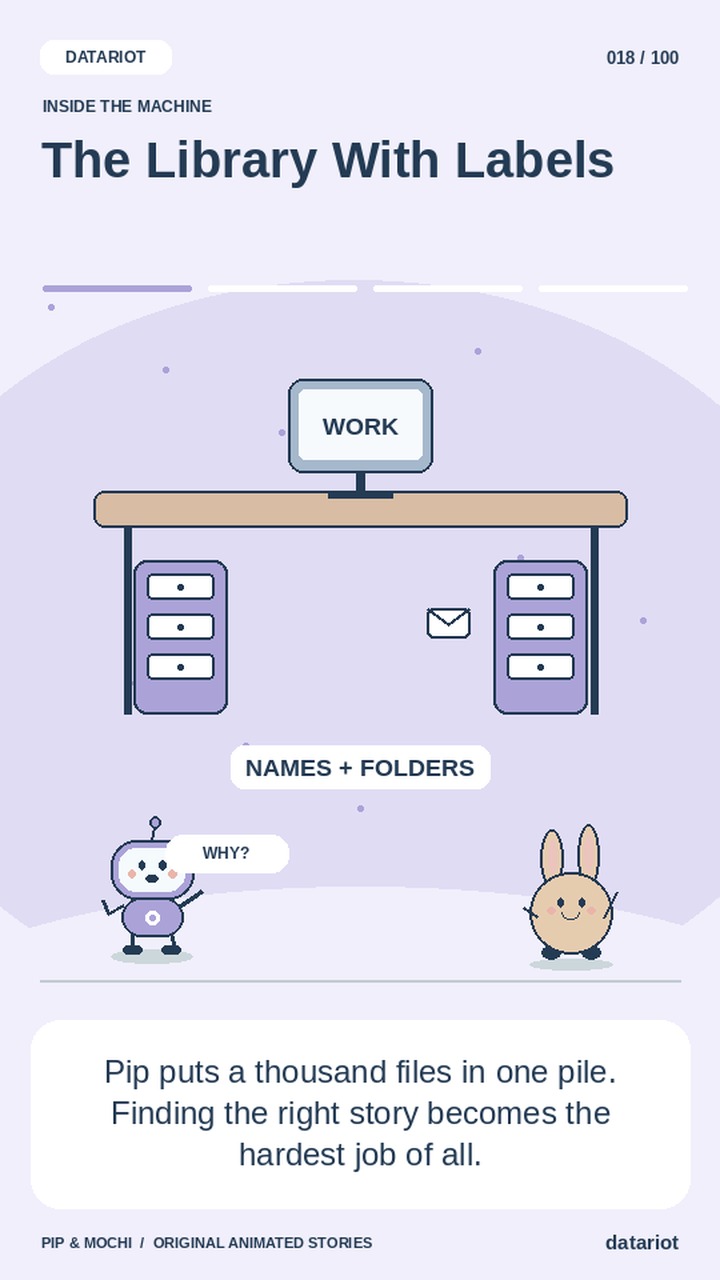 DATARIOT
018 / 100
INSIDE THE MACHINE
The Library With Labels
WORK
NAMES + FOLDERS
WHY?
Pip puts a thousand files in one pile.
Finding the right story becomes the
hardest job of all.
PIP & MOCHI / ORIGINAL ANIMATED STORIES
datariot